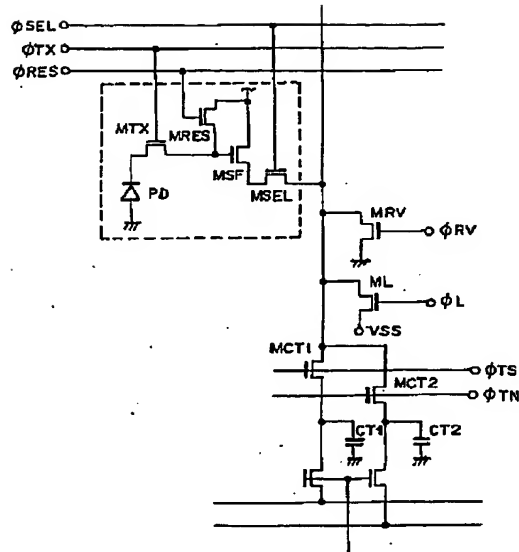 φSEL
φTX
φRES
MTX
MRES
MSF
PD
MSEL
MRV
φRV
ML
φL
VSS
MCT1
φTS
MCT2
φTN
CT1
CT2